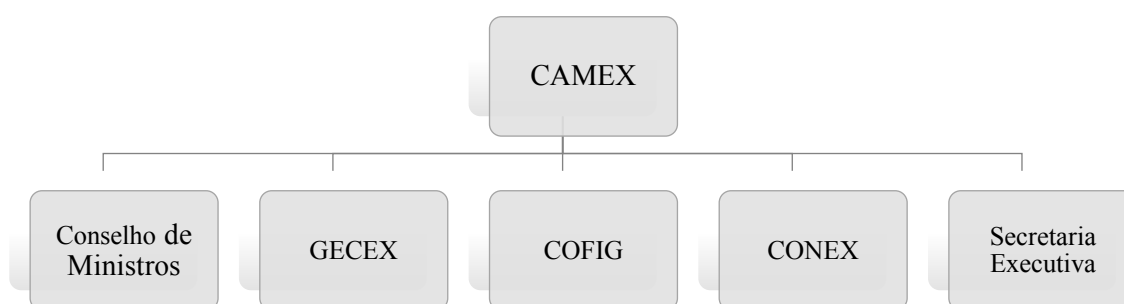 CAMEX
Conselho de
Ministros
GECEX
COFIG
CONEX
Secretaria
Executiva